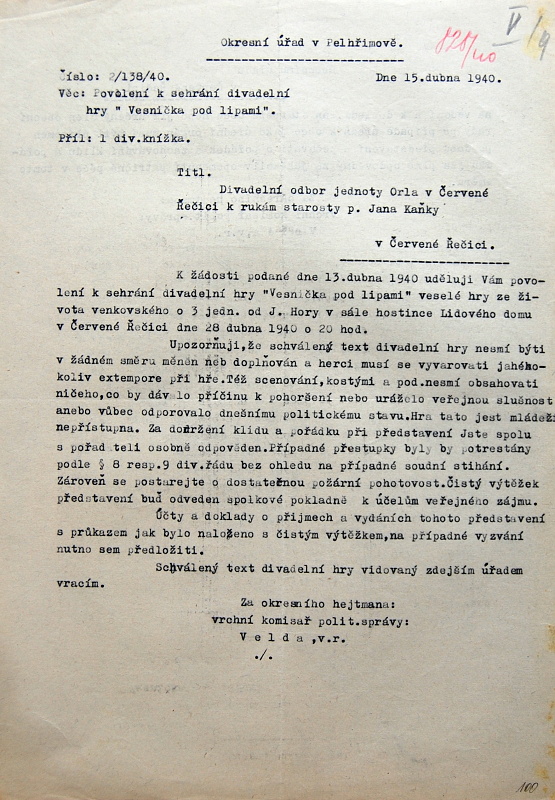 Okresní úřad v Pelhřimově.
828/40
V/9
Číslo: 2/138/40.
Dne 15.dubna 1940.
Věc: Povolení k sehrání divadelní
hry " Vesnička pod lipami".
Příl: 1 div.knížka.
Titl.
Divadelní odbor jednoty Orla v Červené
Řečici k rukám starosty p. Jana Kaňky
v Červené Řečici.
K žádosti podané dne 13.dubna 1940 uděluji Vám povo-
lení k sehrání divadelní hry "Vesnička pod lipami" veselé hry ze ži-
vota venkovského o 3 jedn. od J. Hory v sále hostince Lidového domu
v Červené Řečici dne 28 dubna 1940 o 20 hod.
Upozorňuji,že schválený text divadelní hry nesmí býti
v žádném směru měněn neb doplňován a herci musí se vyvarovati jakého-
koliv extempore při hře.Též scenování,kostými a pod.nesmí obsahovati
ničeho,co by dáv lo příčinu k pohoršení nebo uráželo veřejnou slušnost
anebo vůbec odporovalo dnešnímu politickému stavu.Hra tato jest mládeži
nepřístupna. Za dodržení klidu a pořádku při představení Jste spolu
s pořad teli osobně odpověden.Případné přestupky byly by potrestány
podle § 8 resp.9 div.řádu bez ohledu na případné soudní stihání.
Zároveň se postarejte o dostatečnou požární pohotovost.Čistý výtěžek
představení buď odveden spolkové pokladně k účelům veřejného zájmu.
Účty a doklady o přijmech a vydáních tohoto představení
s průkazem jak bylo naloženo s čistým výtěžkem,na případné vyzvání
nutno sem předložiti.
Schválený text divadelní hry vidovaný zdejším úřadem
vracím.
Za okresního hejtmana:
vrchní komisař polit.správy:
V e l d a ,v.r.
./.
100